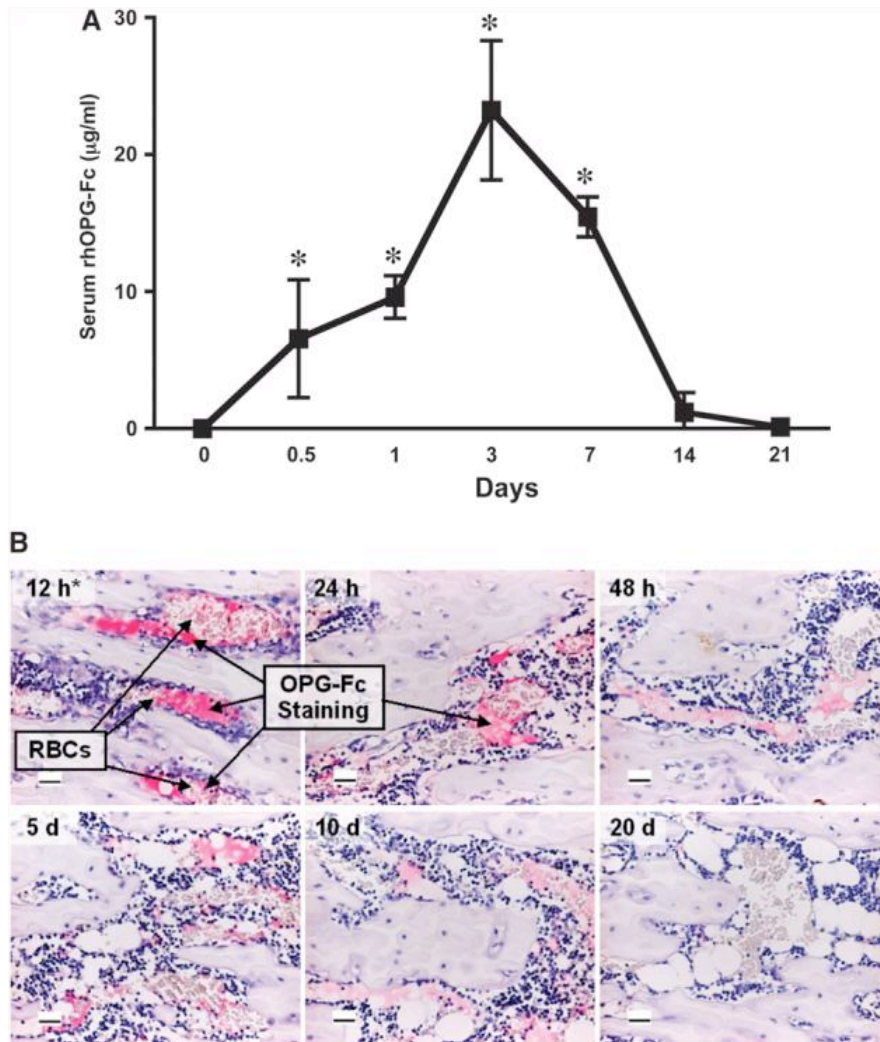 A
30
20
10
0
Serum rhOPG-Fc (µg/ml)
*
*
*
*
0 0.5 1 3 7 14 21
Days
B
12 h*
24 h
48 h
OPG-Fc
Staining
RBCs
5 d
10 d
20 d